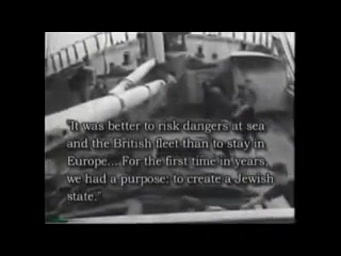 "It was better to risk dangers at sea
and the British fleet than to stay in
Europe....For the first time in years,
we had a purpose: to create a Jewish
state."